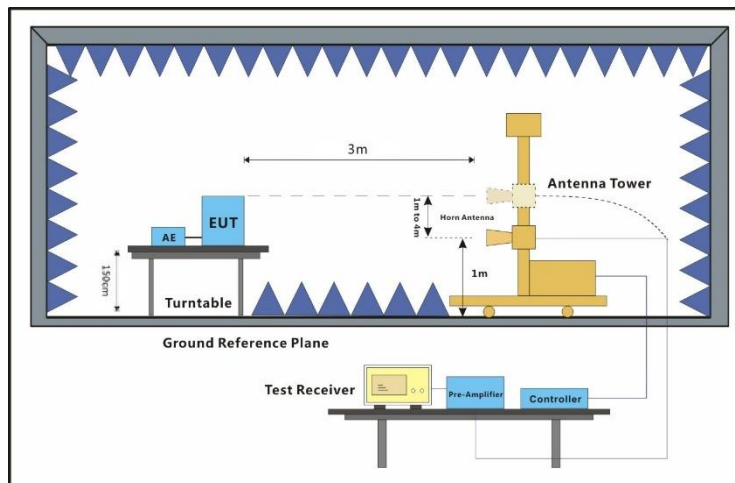 3m
Antenna Tower
1m to 4m
Horn Antenna
EUT
AE
150cm
1m
Turntable
Ground Reference Plane
Test Receiver
Pre-Amplifier
Controller